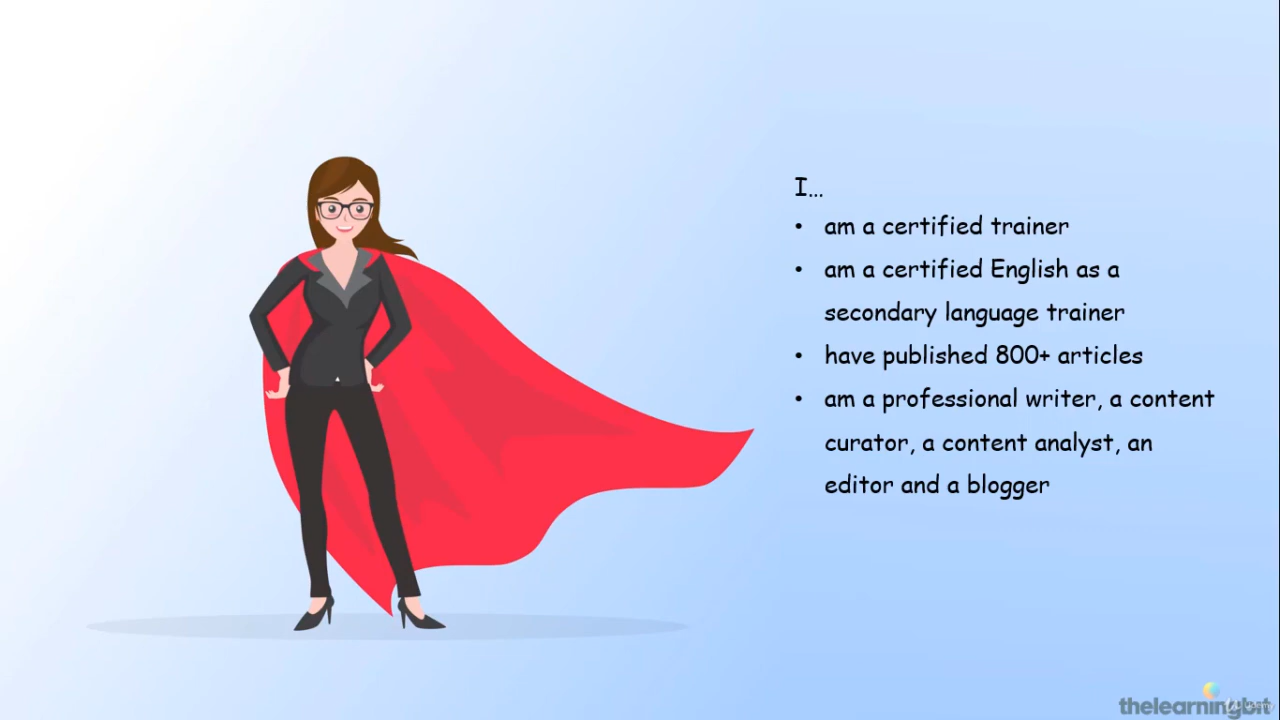 I...
• am a certified trainer
• am a certified English as a
secondary language trainer
• have published 800+ articles
• am a professional writer, a content
curator, a content analyst, an
editor and a blogger
thelearningbit